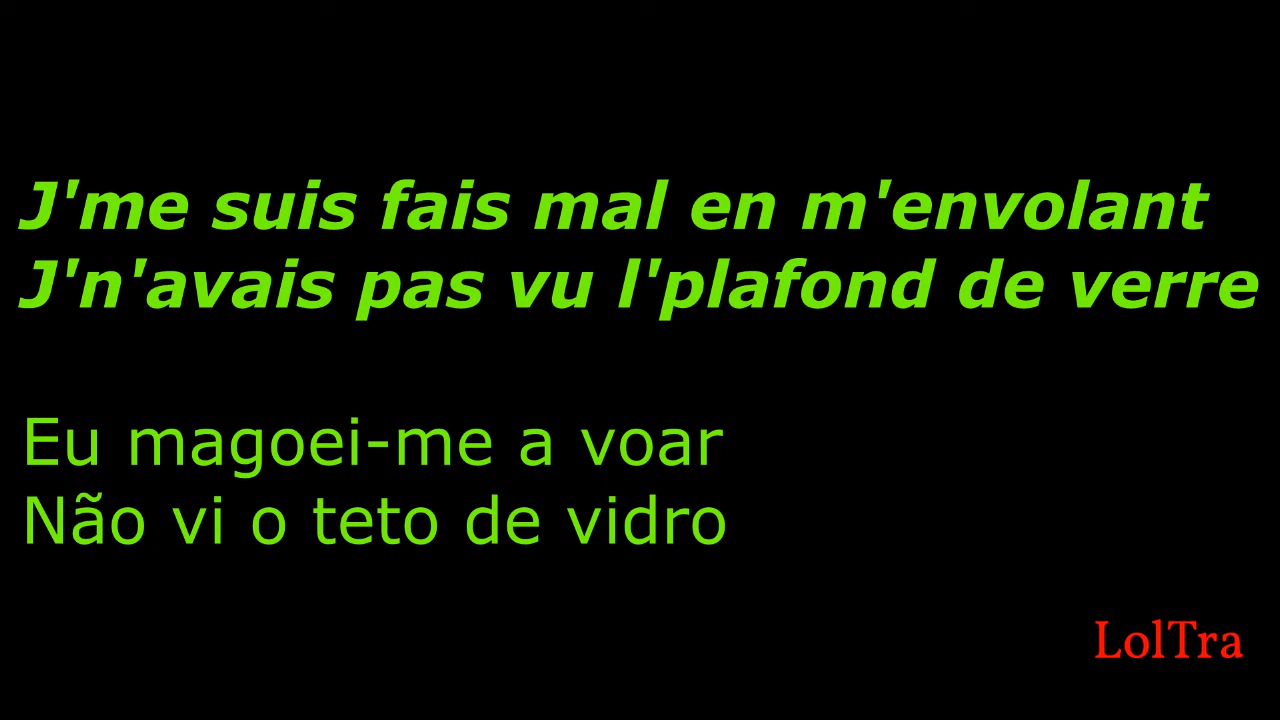 J'me suis fais mal en m'envolant
J'n'avais pas vu l'plafond de verre
Eu magoei-me a voar
Não vi o teto de vidro
LolTra